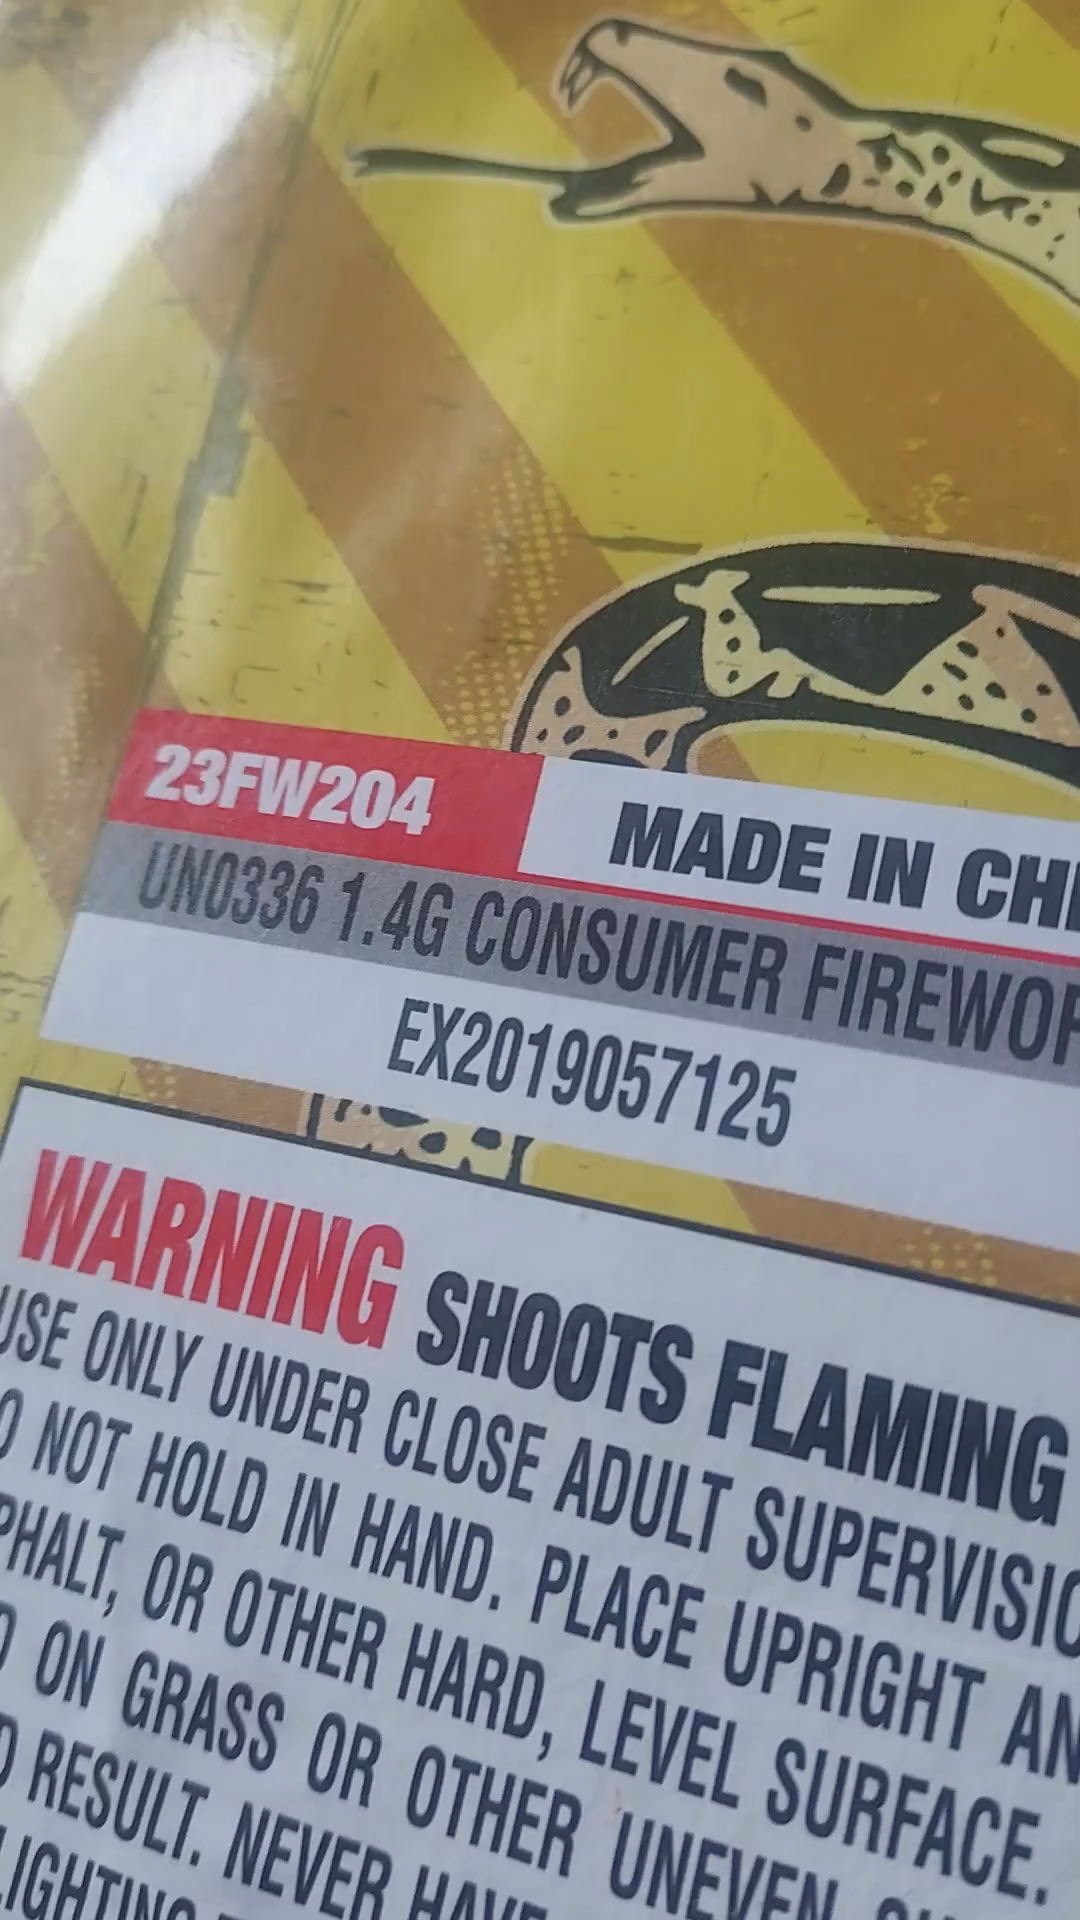 23FW204
MADE IN CHI
UN0336 1.4G CONSUMER FIREWOR
EX2019057125
WARNING SHOOTS FLAMING
USE ONLY UNDER CLOSE ADULT SUPERVISIO
O NOT HOLD IN HAND. PLACE UPRIGHT AN
PHALT, OR OTHER HARD, LEVEL SURFACE.
D ON GRASS OR OTHER UNEVEN
D RESULT. NEVER HAVE
LIGHTING